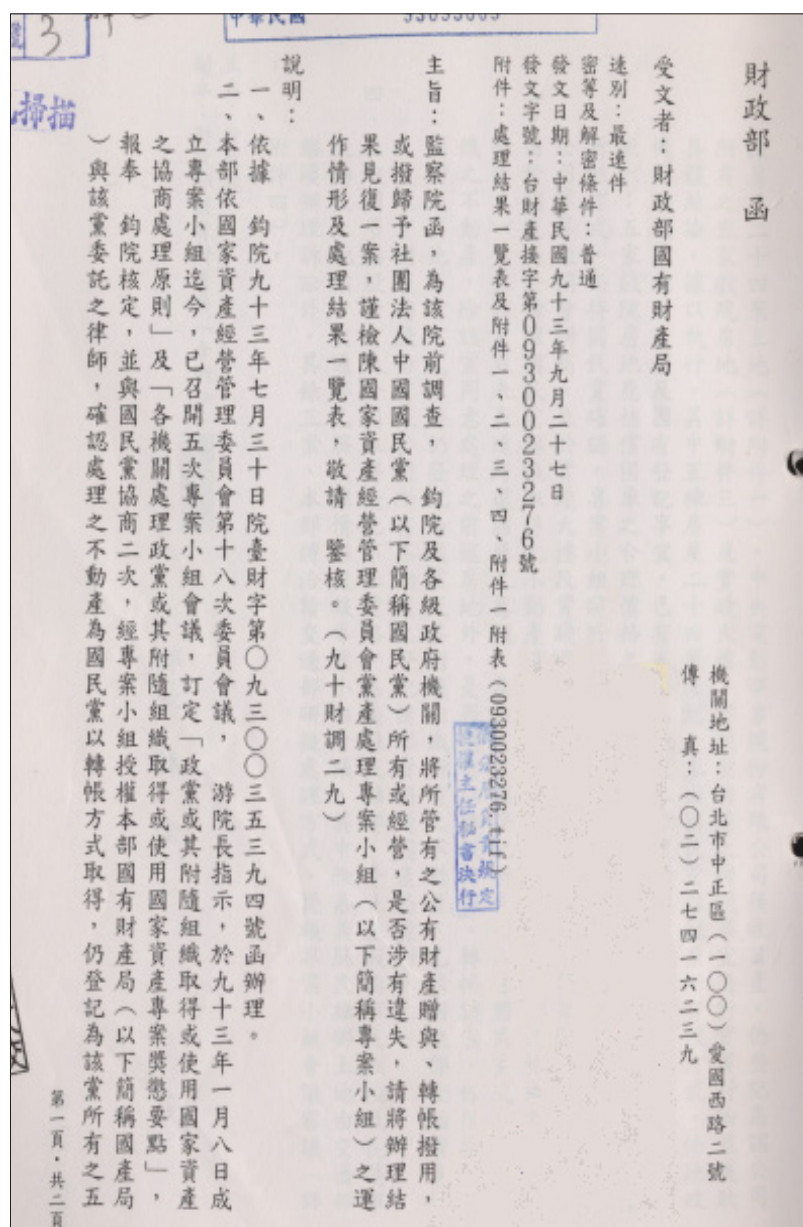 財政部　函
機關地址：台北市中正區（一〇〇）愛國西路二號
傳　真：（〇二）二七四一六二三九
受文者：財政部國有財產局
速別：最速件
密等及解密條件：普通
發文日期：中華民國九十三年九月二十七日
發文字號：台財產接字第0930023276號
附件：處理結果一覽表及附件一、二、三、四、附件一附表（0930023276.tif）
主旨：監察院函，為該院前調查，　鈞院及各級政府機關，將所管有之公有財產贈與、轉帳撥用，
或撥歸予社團法人中國國民黨（以下簡稱國民黨）所有或經營，是否涉有違失，請將辦理結
果見復一案，謹檢陳國家資產經營管理委員會黨產處理專案小組（以下簡稱專案小組）之運
作情形及處理結果一覽表，敬請　鑒核。（九十財調二九）
說明：
一、依據　鈞院九十三年七月三十日院臺財字第〇九三〇〇三五三九四號函辦理。
二、本部依國家資產經營管理委員會第十八次委員會議，　游院長指示，於九十三年一月八日成
立專案小組迄今，已召開五次專案小組會議，訂定「政黨或其附隨組織取得或使用國家資產
之協商處理原則」及「各機關處理政黨或其附隨組織取得或使用國家資產專案獎懲要點」，
報奉　鈞院核定，並與國民黨協商二次，經專案小組授權本部國有財產局（以下簡稱國產局
）與該黨委託之律師，確認處理之不動產為國民黨以轉帳方式取得，仍登記為該黨所有之五
第一頁，共二頁
中華民國
號
3
掃描
授權主任秘書決行